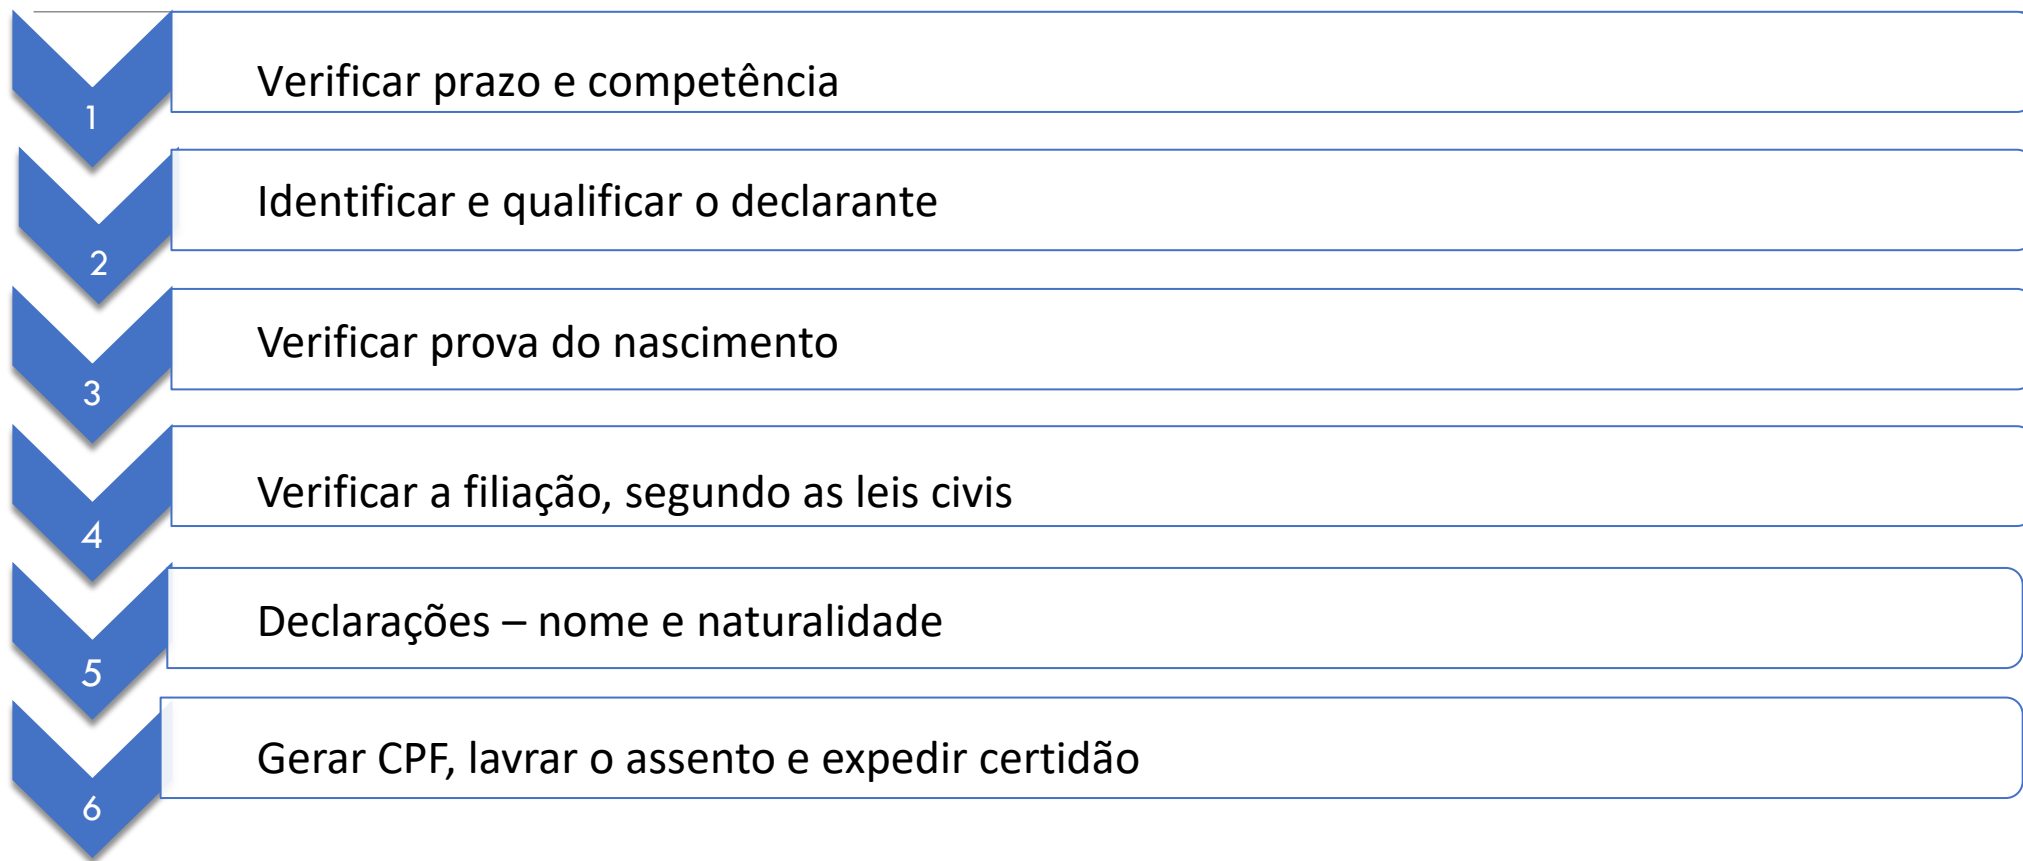 1
Verificar prazo e competência
2
Identificar e qualificar o declarante
3
Verificar prova do nascimento
4
Verificar a filiação, segundo as leis civis
5
Declarações – nome e naturalidade
6
Gerar CPF, lavrar o assento e expedir certidão